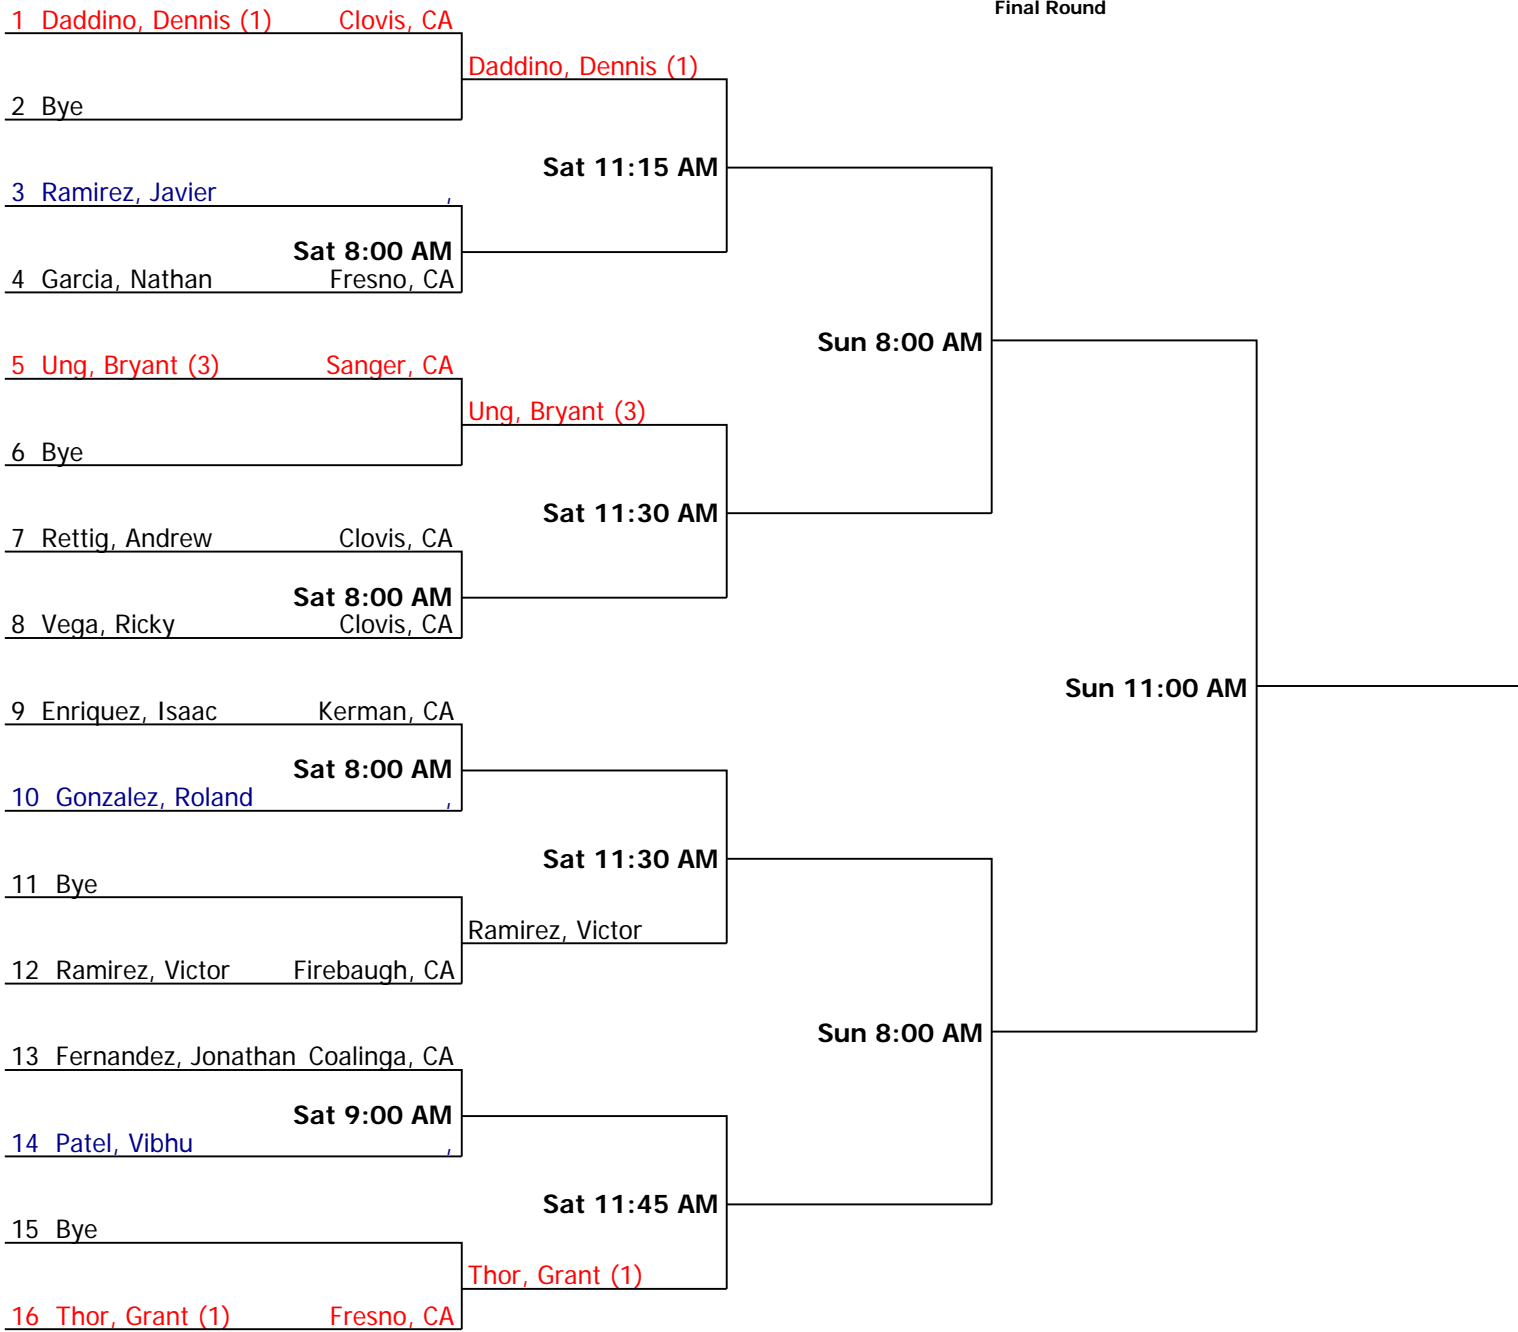 Final Round
1 Daddino, Dennis (1) Clovis, CA
Daddino, Dennis (1)
2 Bye
Sat 11:15 AM
3 Ramirez, Javier ,
Sat 8:00 AM
4 Garcia, Nathan Fresno, CA
Sun 8:00 AM
5 Ung, Bryant (3) Sanger, CA
Ung, Bryant (3)
6 Bye
Sat 11:30 AM
7 Rettig, Andrew Clovis, CA
Sat 8:00 AM
8 Vega, Ricky Clovis, CA
Sun 11:00 AM
9 Enriquez, Isaac Kerman, CA
Sat 8:00 AM
10 Gonzalez, Roland ,
Sat 11:30 AM
11 Bye
Ramirez, Victor
12 Ramirez, Victor Firebaugh, CA
Sun 8:00 AM
13 Fernandez, Jonathan Coalinga, CA
Sat 9:00 AM
14 Patel, Vibhu ,
Sat 11:45 AM
15 Bye
Thor, Grant (1)
16 Thor, Grant (1) Fresno, CA